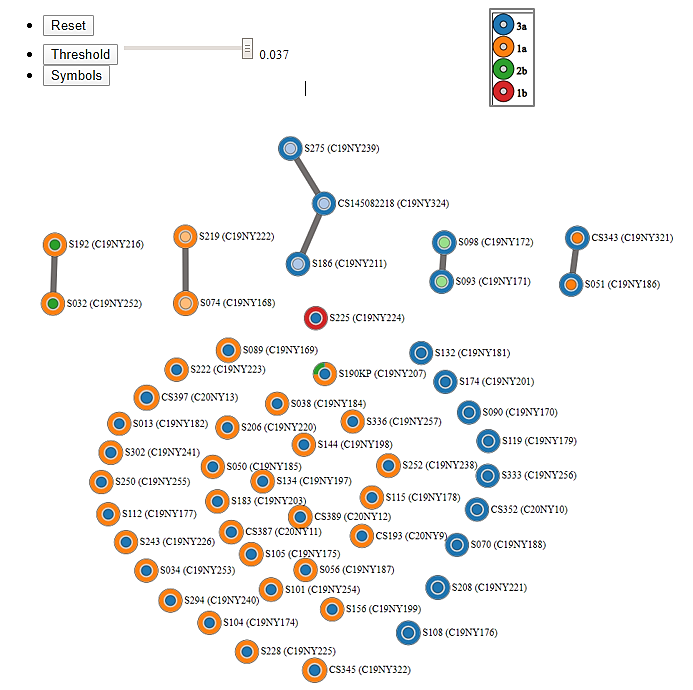 Reset
Threshold 0.037
Symbols
3a
1a
2b
1b
S275 (C19NY239)
CS145082218 (C19NY324)
S192 (C19NY216)
S219 (C19NY222)
S098 (C19NY172)
CS343 (C19NY321)
S186 (C19NY211)
S093 (C19NY171)
S051 (C19NY186)
S032 (C19NY252)
S074 (C19NY168)
S225 (C19NY224)
S089 (C19NY169)
S132 (C19NY181)
S222 (C19NY223)
S190KP (C19NY207)
S174 (C19NY201)
CS397 (C20NY13)
S038 (C19NY184)
S090 (C19NY170)
S013 (C19NY182)
S206 (C19NY220)
S336 (C19NY257)
S119 (C19NY179)
S144 (C19NY198)
S302 (C19NY241)
S050 (C19NY185)
S252 (C19NY238)
S333 (C19NY256)
S250 (C19NY255)
S134 (C19NY197)
S183 (C19NY203)
S115 (C19NY178)
CS352 (C20NY10)
S112 (C19NY177)
CS389 (C20NY12)
CS387 (C20NY11)
CS193 (C20NY9)
S243 (C19NY226)
S070 (C19NY188)
S105 (C19NY175)
S034 (C19NY253)
S056 (C19NY187)
S101 (C19NY254)
S208 (C19NY221)
S294 (C19NY240)
S156 (C19NY199)
S104 (C19NY174)
S108 (C19NY176)
S228 (C19NY225)
CS345 (C19NY322)